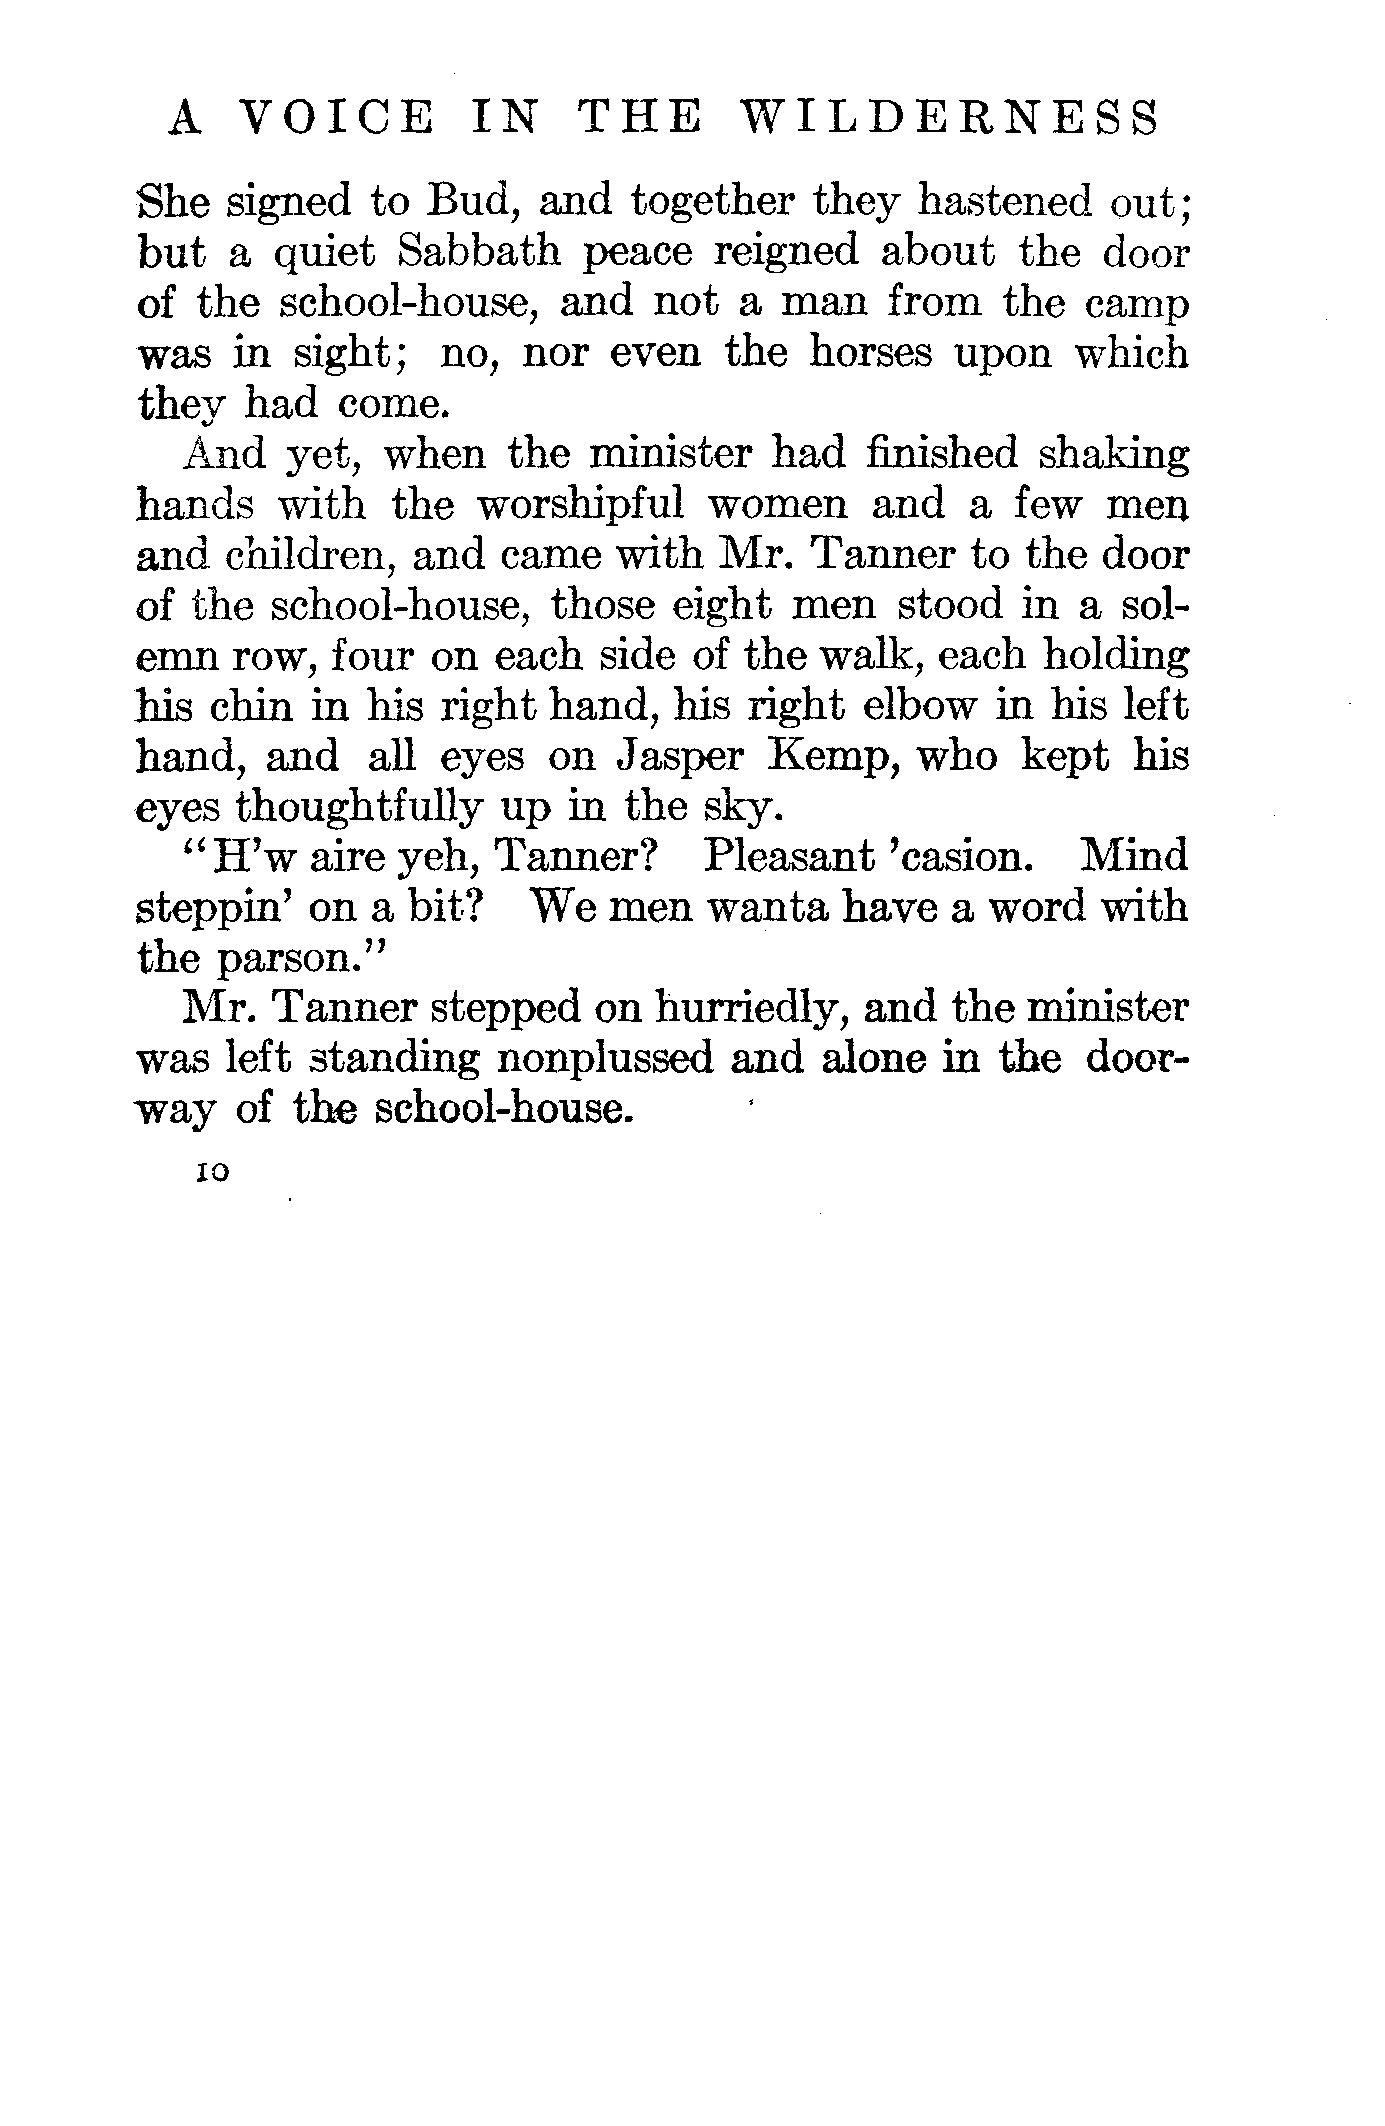 A VOICE IN THE WILDERNESS
She signed to Bud, and together they hastened out;
but a quiet Sabbath peace reigned about the door
of the school-house, and not a man from the camp
was in sight; no, nor even the horses upon which
they had come.
And yet, when the minister had finished shaking
hands with the worshipful women and a few men
and children, and came with Mr. Tanner to the door
of the school-house, those eight men stood in a sol-
emn row, four on each side of the walk, each holding
his chin in his right hand, his right elbow in his left
hand, and all eyes on Jasper Kemp, who kept his
eyes thoughtfully up in the sky.
“H’w aire yeh, Tanner? Pleasant ’casion. Mind
steppin’ on a bit? We men wanta have a word with
the parson.”
Mr. Tanner stepped on hurriedly, and the minister
was left standing nonplussed and alone in the door-
way of the school-house.
10